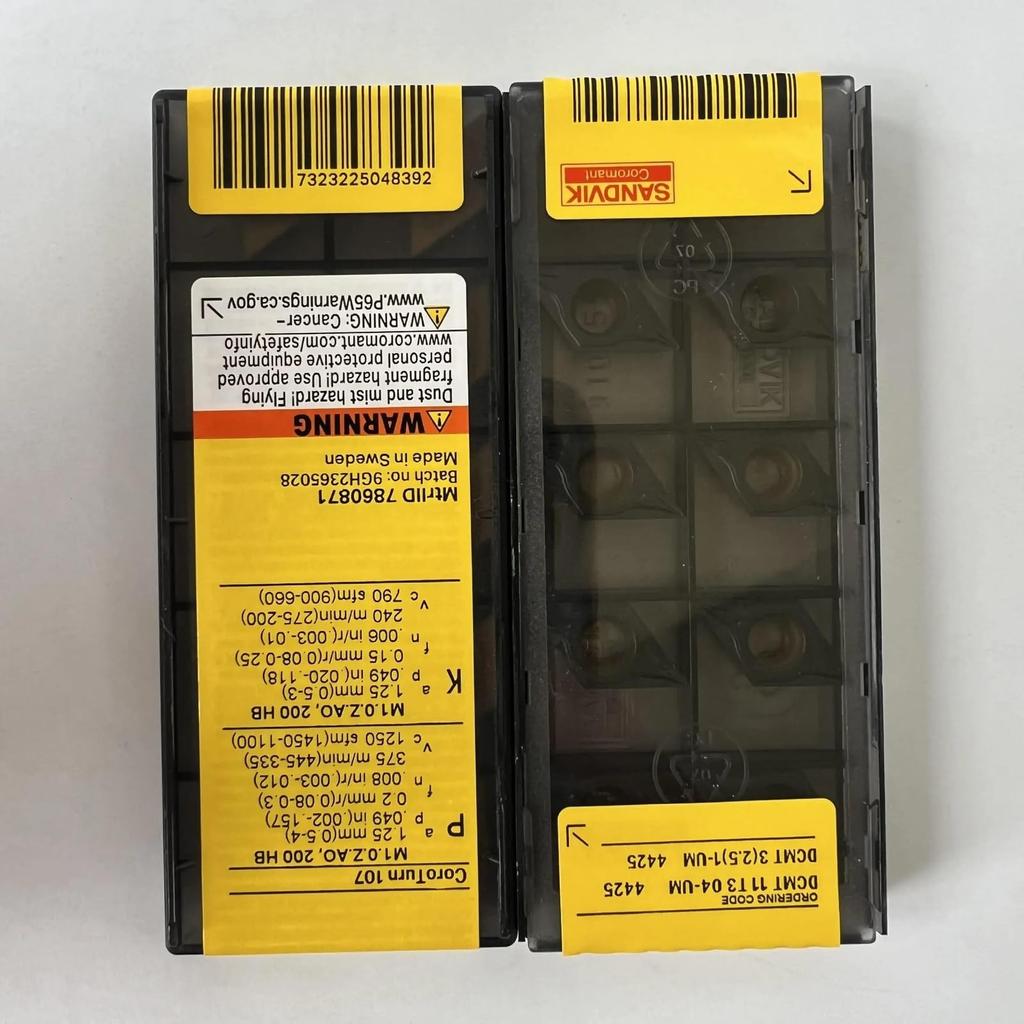 7323225048392
CoroTurn 107
M1.0.Z.AO, 200 HB
P
a p 1.25 mm(0.5-4)
.049 in(.002-.157)
f n 0.2 mm/r(0.08-0.3)
.008 in/r(.003-.012)
v c 375 m/min(445-335)
1250 sfm(1450-1100)
M1.0.Z.AO, 200 HB
K
a p 1.25 mm(0.5-3)
.049 in(.020-.118)
f n 0.15 mm/r(0.08-0.25)
.006 in/r(.003-.01)
v c 240 m/min(275-200)
790 sfm(900-660)
MtrlID 7860871
Batch no: 9GH2365028
Made in Sweden
WARNING
Dust and mist hazard! Flying
fragment hazard! Use approved
personal protective equipment
www.coromant.com/safetyinfo
WARNING: Cancer-
www.P65Warnings.ca.gov
ORDERING CODE
DCMT 11 T3 04-UM 4425
DCMT 3(2.5)1-UM 4425
SANDVIK
Coromant
07
PC
07